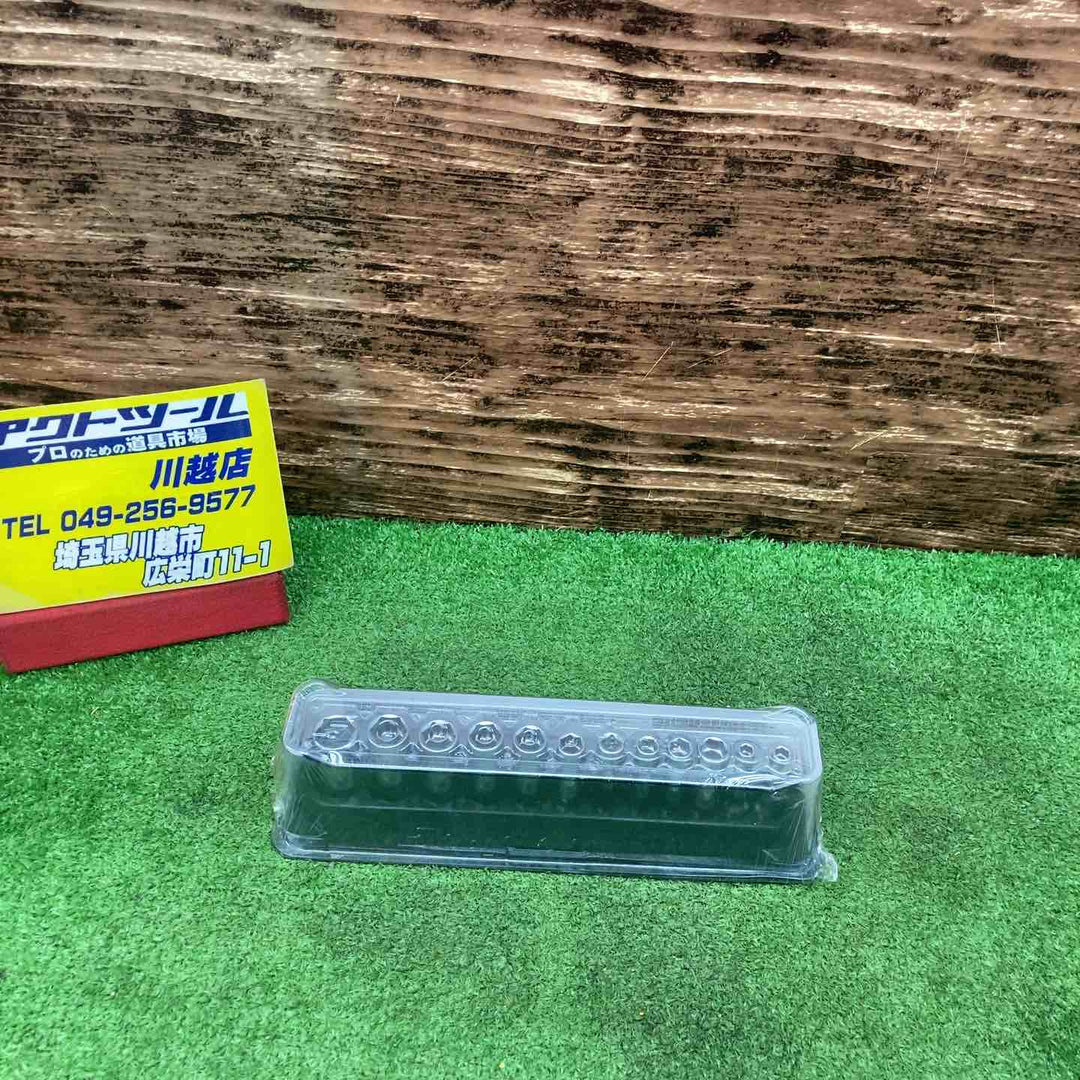 アクトツール
プロのための道具市場
川越店
TEL 049-256-9577
埼玉県川越市
広栄町11-1